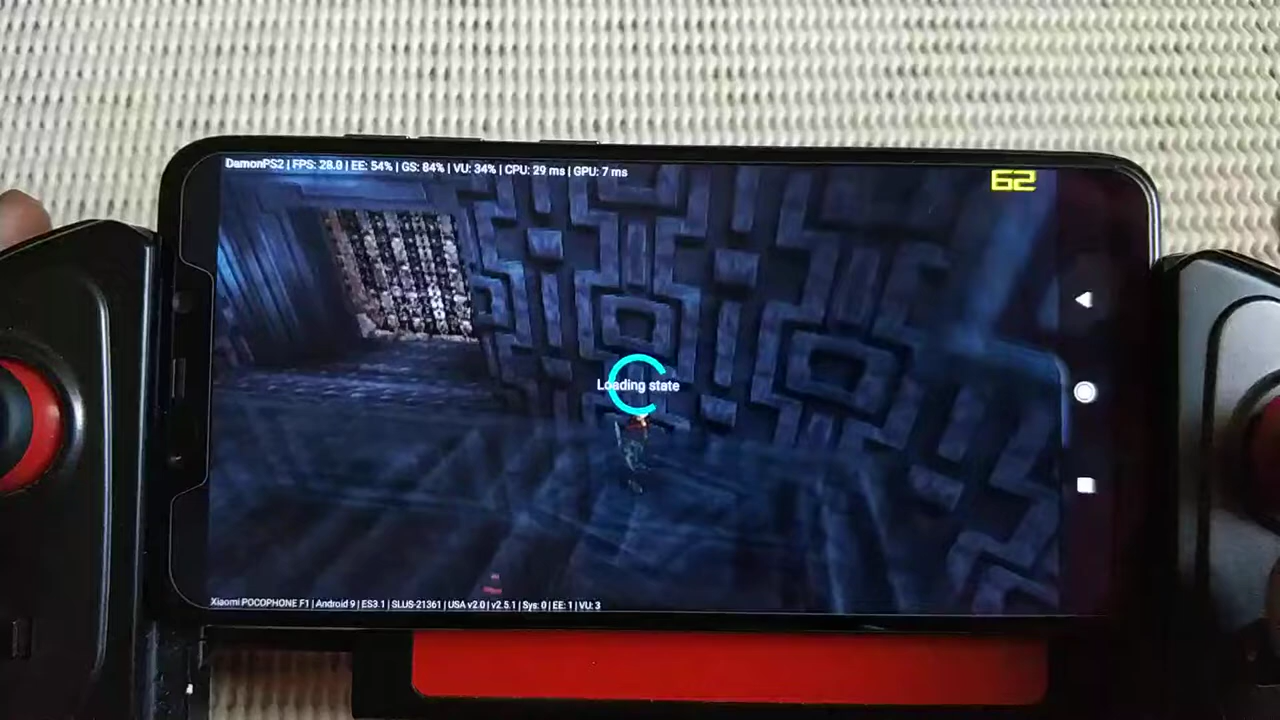 DamonPS2 | FPS: 28.0 | EE: 54% | GS: 84% | VU: 34% | CPU: 29 ms | GPU: 7 ms
62
Loading state
Xiaomi POCOPHONE F1 | Android 9 | ES3.1 | SLUS-21361 | USA v2.0 | v2.5.1 | Sys: 0 | EE: 1 | VU: 3